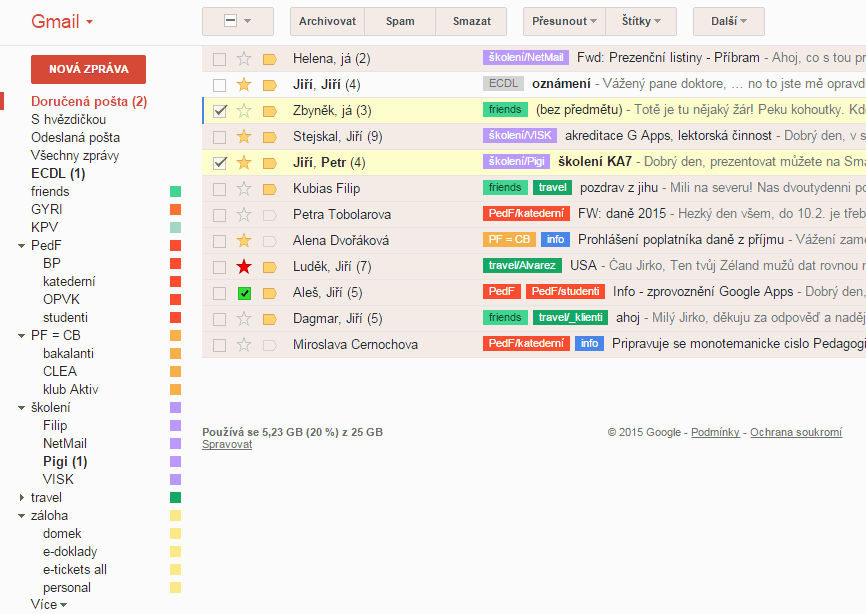 Gmail
Archivovat Spam Smazat Přesunout Štítky Další
NOVÁ ZPRÁVA
Doručená pošta (2)
S hvězdičkou
Odeslaná pošta
Všechny zprávy
ECDL (1)
friends
GYRI
KPV
PedF
BP
katederní
OPVK
studenti
PF = CB
bakalanti
CLEA
klub Aktiv
školení
Filip
NetMail
Pigi (1)
VISK
travel
záloha
domek
e-doklady
e-tickets all
personal
Více
Helena, já (2) školení/NetMail Fwd: Prezenční listiny - Příbram - Ahoj, co s tou pr
Jiří, Jiří (4) ECDL oznámení - Vážený pane doktore, … no to jste mě opravd
Zbyněk, já (3) friends (bez předmětu) - Totě je tu nějaký žár! Peku kohoutky. Kd
Stejskal, Jiří (9) školení/VISK akreditace G Apps, lektorská činnost - Dobrý den, v s
Jiří, Petr (4) školení/Pigi školení KA7 - Dobrý den, prezentovat můžete na Sma
Kubias Filip friends travel pozdrav z jihu - Mili na severu! Nas dvoutydenni po
Petra Tobolarova PedF/katederní FW: daně 2015 - Hezký den všem, do 10.2. je třeb
Alena Dvořáková PF = CB info Prohlášení poplatníka daně z příjmu - Vážení zame
Luděk, Jiří (7) travel/Alvarez USA - Čau Jirko, Ten tvůj Zéland mužů dat rovnou n
Aleš, Jiří (5) PedF PedF/studenti Info - zprovoznění Google Apps - Dobrý den,
Dagmar, Jiří (5) friends travel/_klienti ahoj - Milý Jirko, děkuju za odpověď a naděj
Miroslava Cernochova PedF/katederní info Pripravuje se monotematicke cislo Pedagogi
Používá se 5,23 GB (20 %) z 25 GB
Spravovat
© 2015 Google - Podmínky - Ochrana soukromí